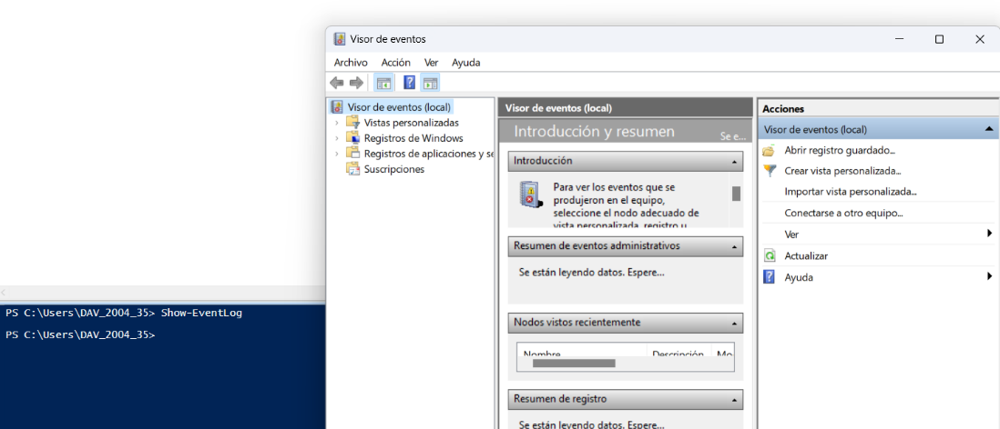 Visor de eventos
Archivo Acción Ver Ayuda
Visor de eventos (local)
Vistas personalizadas
Registros de Windows
Registros de aplicaciones y se
Suscripciones
Visor de eventos (local)
Introducción y resumen Se e...
Introducción
Para ver los eventos que se
produjeron en el equipo,
seleccione el nodo adecuado de
vista personalizada, registro u
Resumen de eventos administrativos
Se están leyendo datos. Espere...
Nodos vistos recientemente
Nombre Descripción Mo
Resumen de registro
Se están leyendo datos. Espere...
Acciones
Visor de eventos (local)
Abrir registro guardado...
Crear vista personalizada...
Importar vista personalizada...
Conectarse a otro equipo...
Ver
Actualizar
Ayuda
PS C:\Users\DAV_2004_35> Show-EventLog
PS C:\Users\DAV_2004_35>